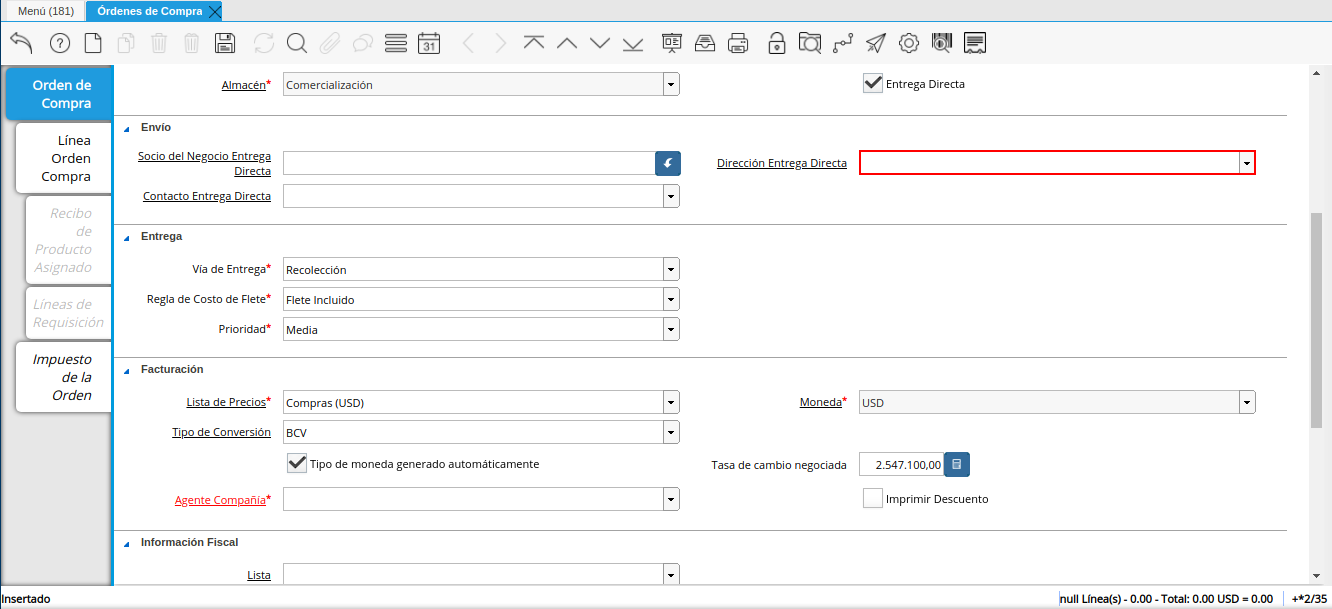 Menú (181)
Órdenes de Compra
31
Orden de
Compra
Línea
Orden
Compra
Recibo
de
Producto
Asignado
Líneas de
Requisición
Impuesto
de la
Orden
Almacén* Comercialización
Entrega Directa
Envío
Socio del Negocio Entrega
Directa
Dirección Entrega Directa
Contacto Entrega Directa
Entrega
Vía de Entrega* Recolección
Regla de Costo de Flete* Flete Incluido
Prioridad* Media
Facturación
Lista de Precios* Compras (USD)
Moneda* USD
Tipo de Conversión BCV
Tipo de moneda generado automáticamente
Tasa de cambio negociada 2.547.100,00
Agente Compañía*
Imprimir Descuento
Información Fiscal
Lista
Insertado
null Línea(s) - 0.00 - Total: 0.00 USD = 0.00
+*2/35